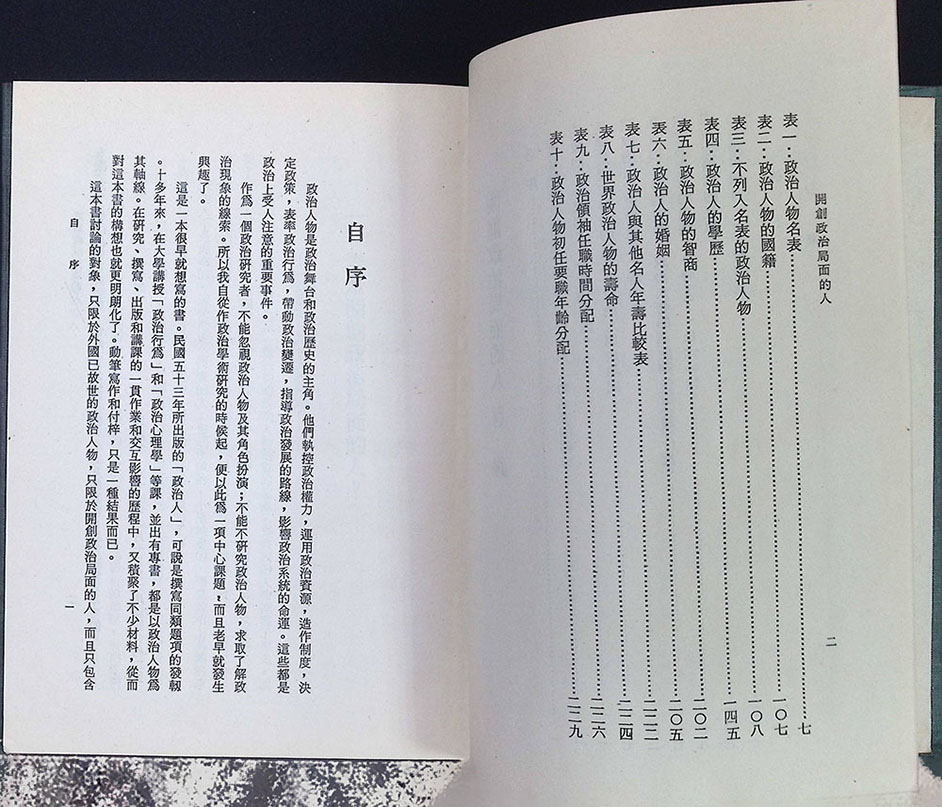 開創政治局面的人
二
表一：政治人物名表……七
表二：政治人物的國籍……一〇七
表三：不列入名表的政治人物……一〇八
表四：政治人的學歷……一四五
表五：政治人物的智商……二〇二
表六：政治人的婚姻……二〇五
表七：政治人與其他名人年壽比較表……二二二
表八：世界政治人物的壽命……二二四
表九：政治領袖任職時間分配……二二六
表十：政治人物初任要職年齡分配……二二九
自序
政治人物是政治舞台和政治歷史的主角。他們執控政治權力，運用政治資源，造作制度，決
定政策，表率政治行爲，帶動政治變遷，指導政治發展的路線，影響政治系統的命運。這些都是
政治上受人注意的重要事件。
作爲一個政治研究者，不能忽視政治人物及其角色扮演；不能不研究政治人物，求取了解政
治現象的線索。所以我自從作政治學術研究的時候起，便以此爲一項中心課題，而且老早就發生
興趣了。
這是一本很早就想寫的書。民國五十三年所出版的「政治人」，可說是撰寫同類題項的發軔
。十多年來，在大學講授「政治行爲」和「政治心理學」等課，並出有專書，都是以政治人物爲
其軸線。在研究、撰寫、出版和講課的一貫作業和交互影響的歷程中，又積聚了不少材料，從而
對這本書的構想也就更明朗化了。動筆寫作和付梓，只是一種結果而已。
這本書討論的對象，只限於外國已故世的政治人物，只限於開創政治局面的人，而且只包含
自序
一